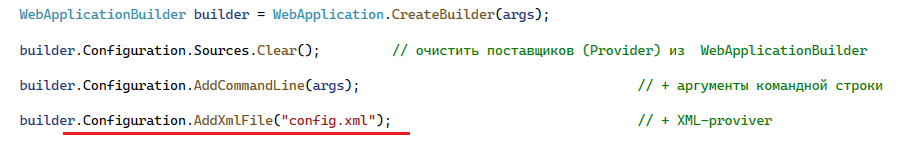 WebApplicationBuilder builder = WebApplication.CreateBuilder(args);
builder.Configuration.Sources.Clear(); // очистить поставщиков (Provider) из WebApplicationBuilder
builder.Configuration.AddCommandLine(args); // + аргументы командной строки
builder.Configuration.AddXmlFile("config.xml"); // + XML-proviver